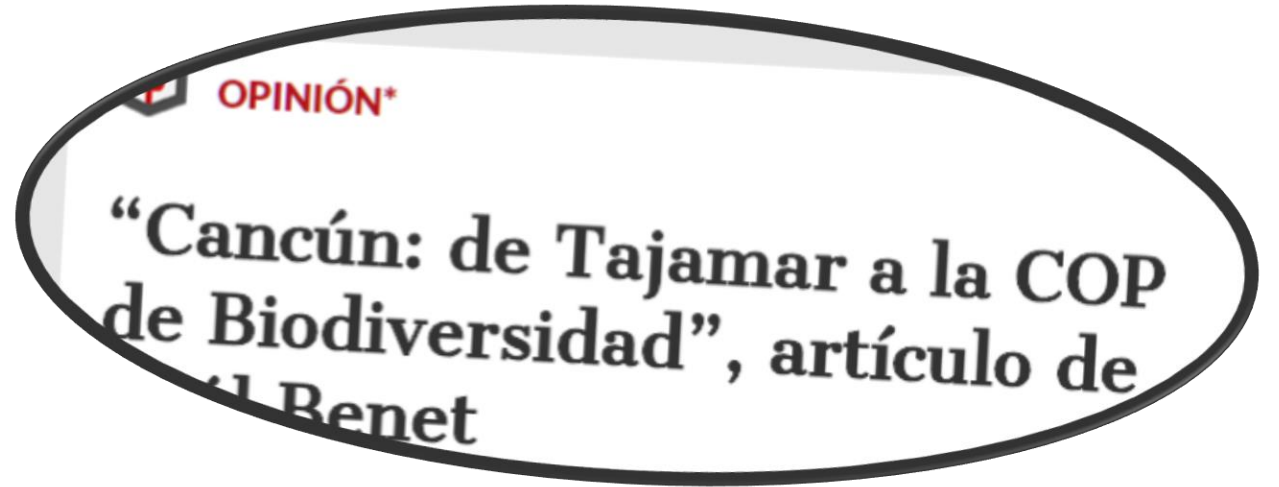 OPINIÓN*
“Cancún: de Tajamar a la COP
de Biodiversidad”, artículo de
Benet